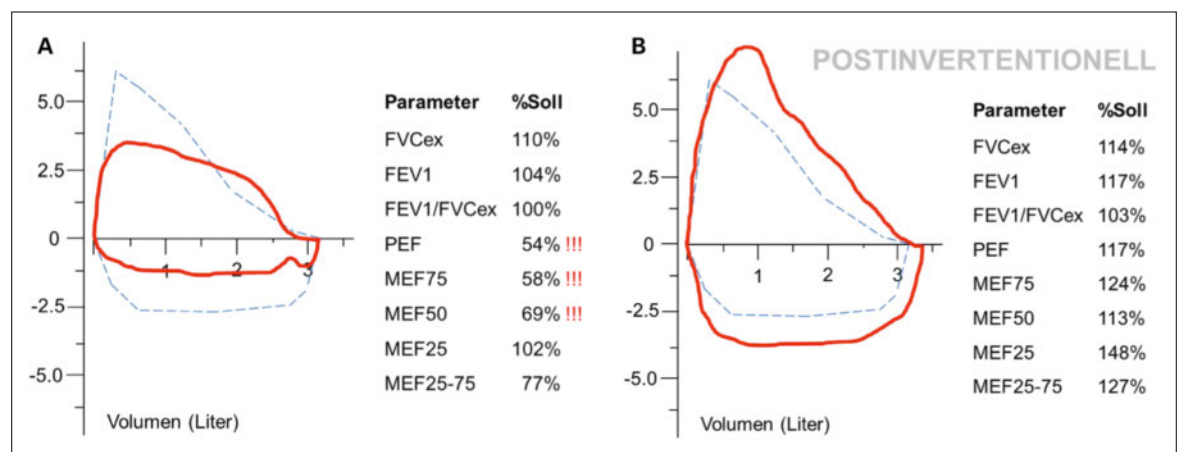 A
5.0
2.5
0
-2.5
-5.0
1
2
3
Volumen (Liter)
Parameter %Soll
FVCex 110%
FEV1 104%
FEV1/FVCex 100%
PEF 54% !!!
MEF75 58% !!!
MEF50 69% !!!
MEF25 102%
MEF25-75 77%
B
POSTINVERTENTIONELL
5.0
2.5
0
-2.5
-5.0
1
2
3
Volumen (Liter)
Parameter %Soll
FVCex 114%
FEV1 117%
FEV1/FVCex 103%
PEF 117%
MEF75 124%
MEF50 113%
MEF25 148%
MEF25-75 127%